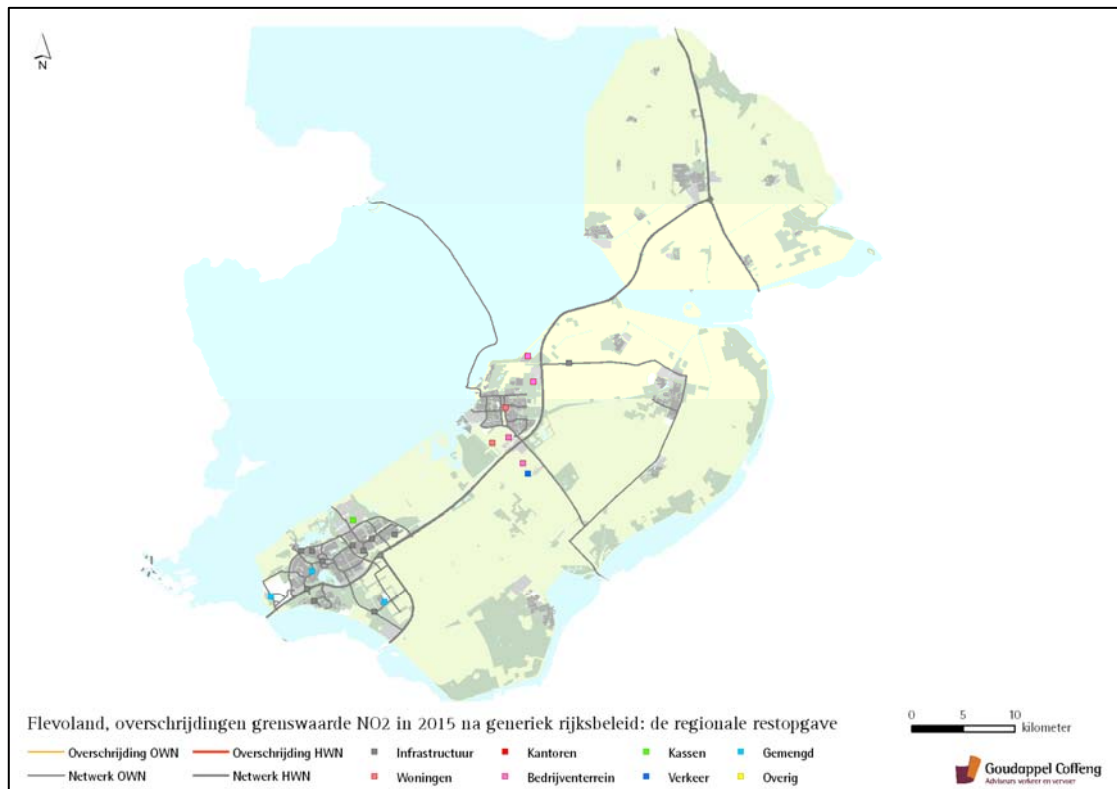 N
Flevoland, overschrijdingen grenswaarde NO2 in 2015 na generiek rijksbeleid: de regionale restopgave
0 5 10
kilometer
Overschrijding OWN Overschrijding HWN Infrastructuur Kantoren Kassen Gemengd
Netwerk OWN Netwerk HWN Woningen Bedrijventerrein Verkeer Overig
Goudappel Coffeng
Adviseurs verkeer en vervoer